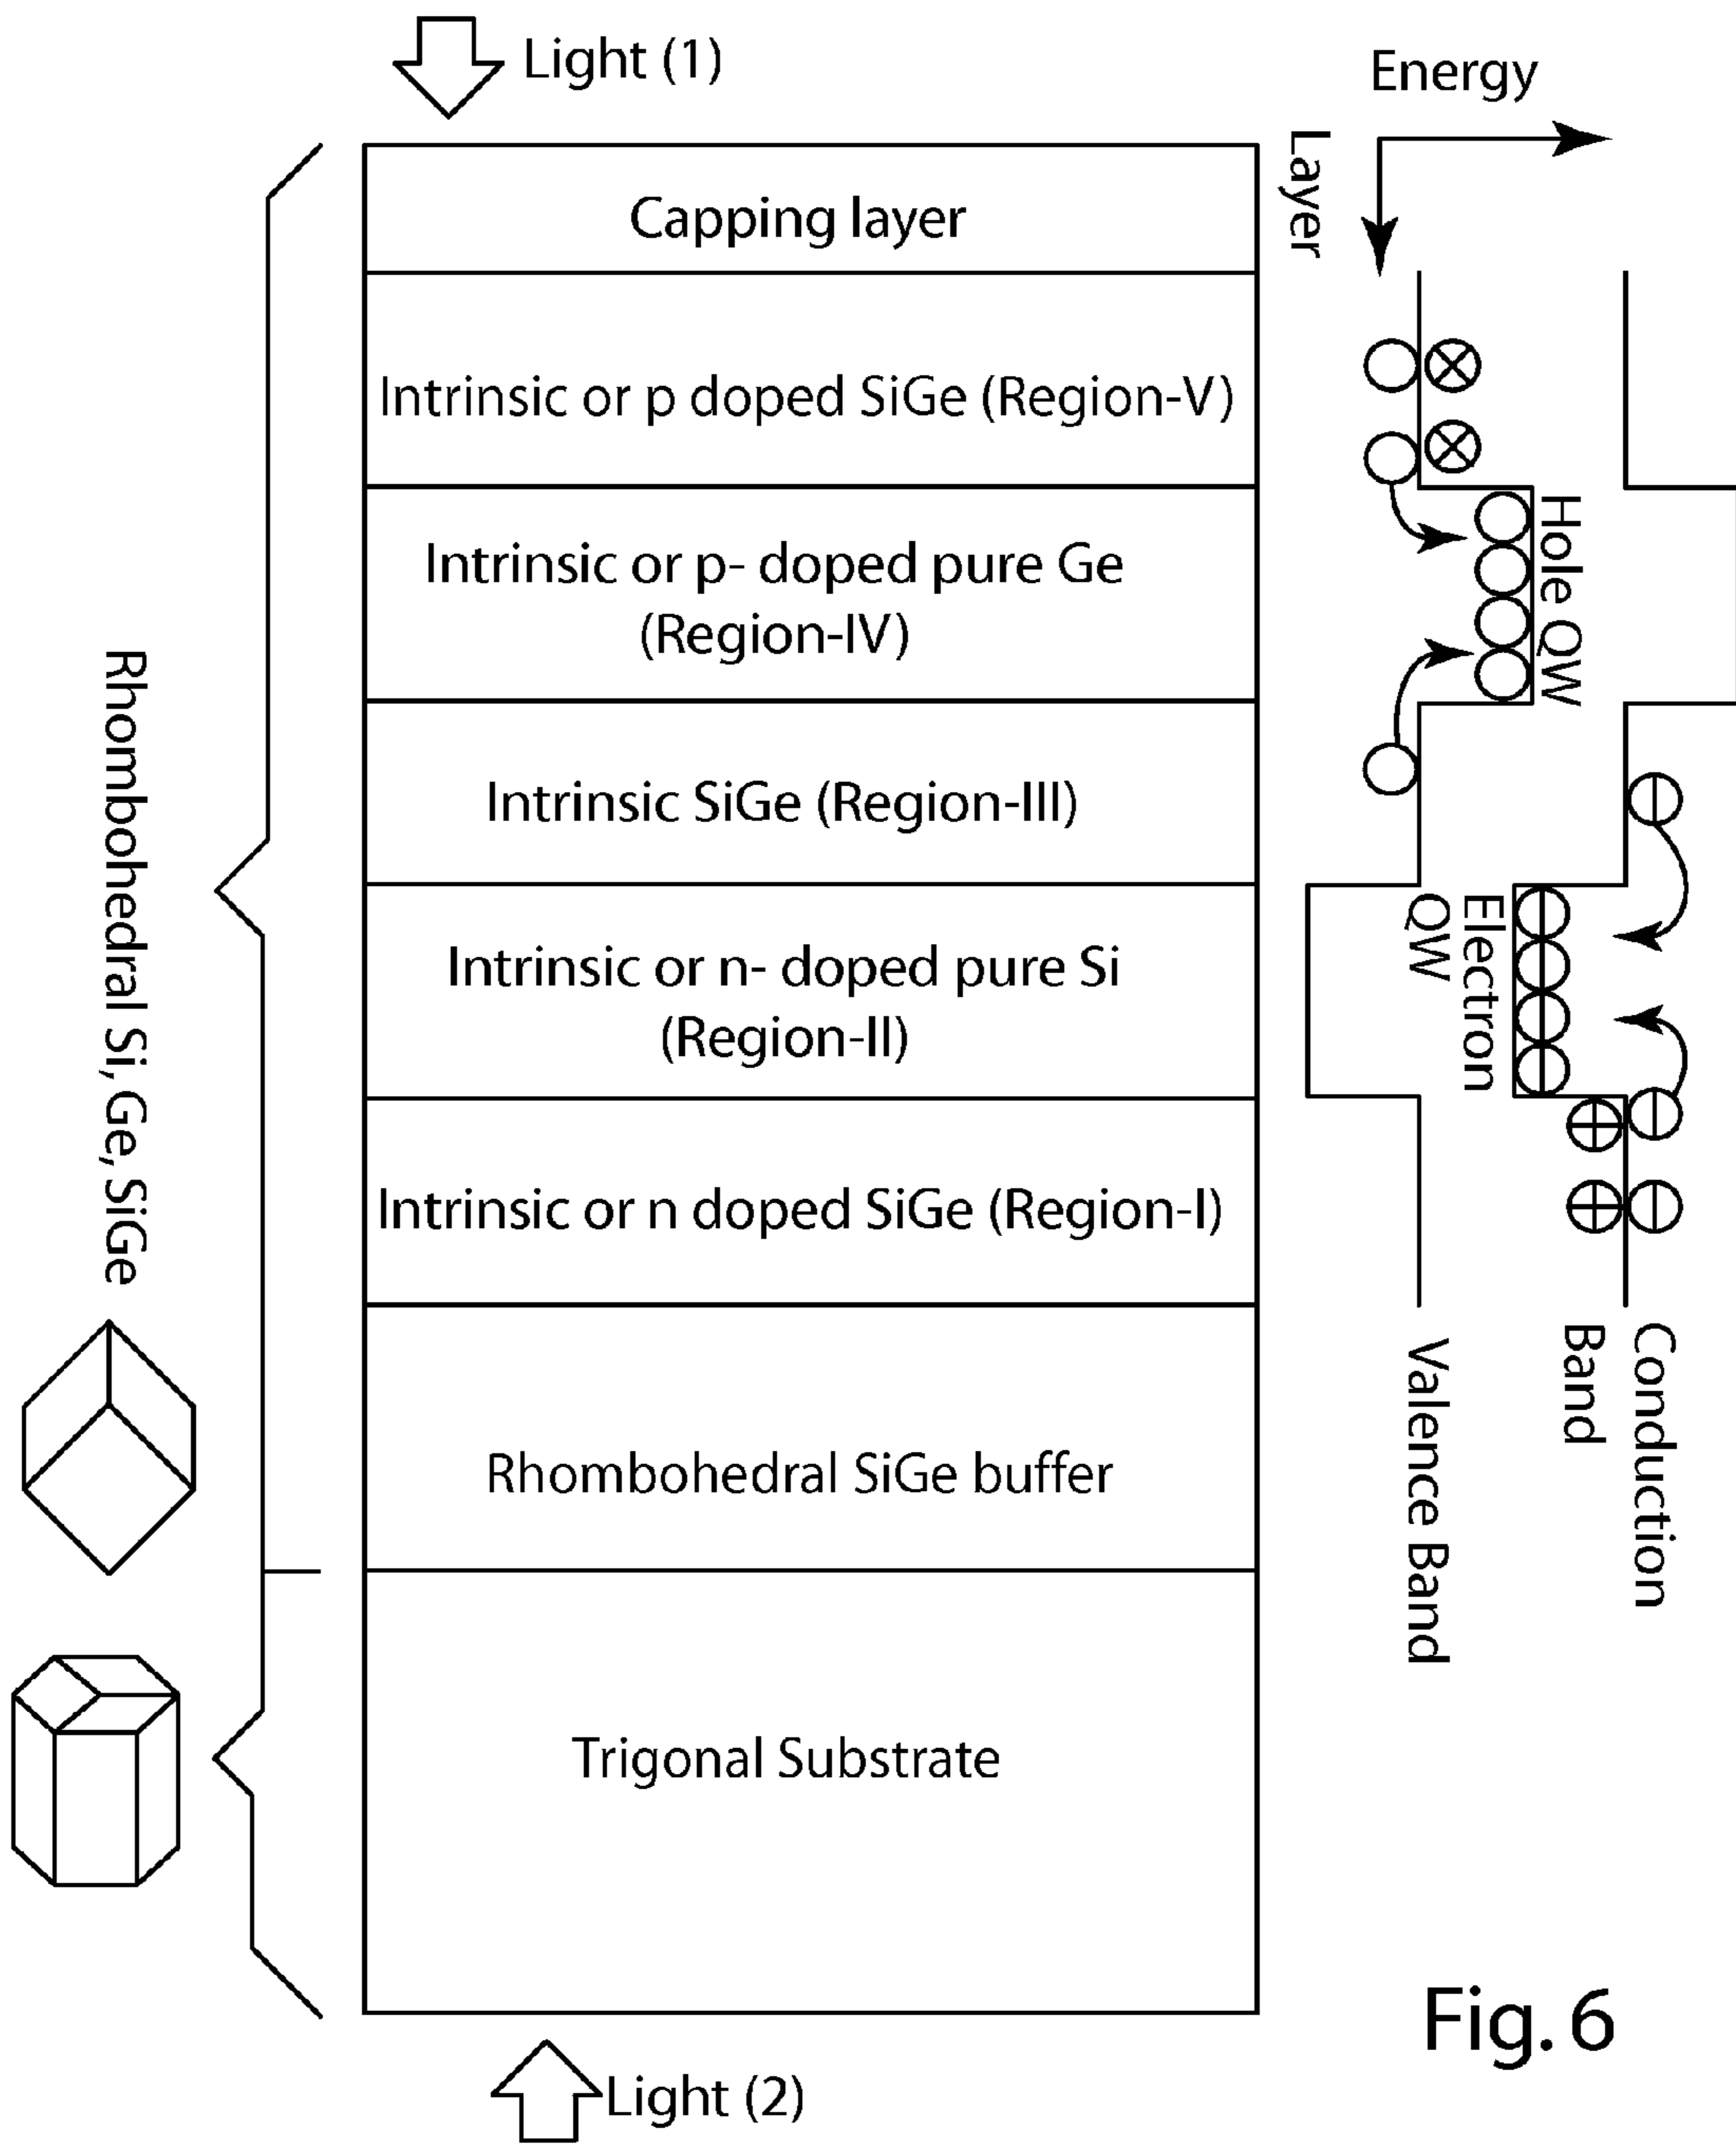 Light (1)
Energy
Layer
Capping layer
Intrinsic or p doped SiGe (Region-V)
Intrinsic or p- doped pure Ge
(Region-IV)
Hole QW
Intrinsic SiGe (Region-III)
Intrinsic or n- doped pure Si
(Region-II)
Electron
QW
Intrinsic or n doped SiGe (Region-I)
Rhombohedral SiGe buffer
Conduction
Band
Valence Band
Rhombohedral Si, Ge, SiGe
Trigonal Substrate
Light (2)
Fig. 6